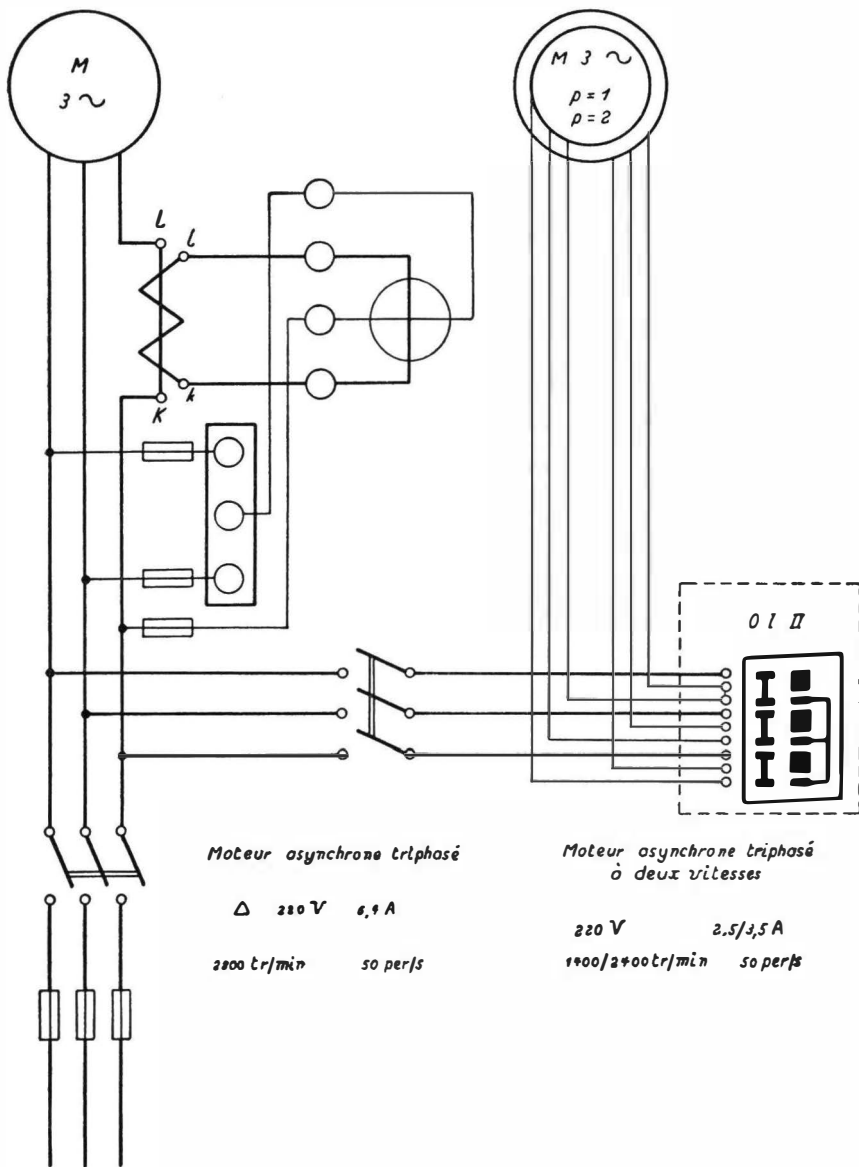 M
3 ~
M 3 ~
p = 1
p = 2
L
l
k
K
0 I II
Moteur asynchrone triphasé
Δ 220 V 6,4 A
2800 tr/min 50 per/s
Moteur asynchrone triphasé
à deux vitesses
220 V 2,5/3,5 A
1400/2400 tr/min 50 per/s